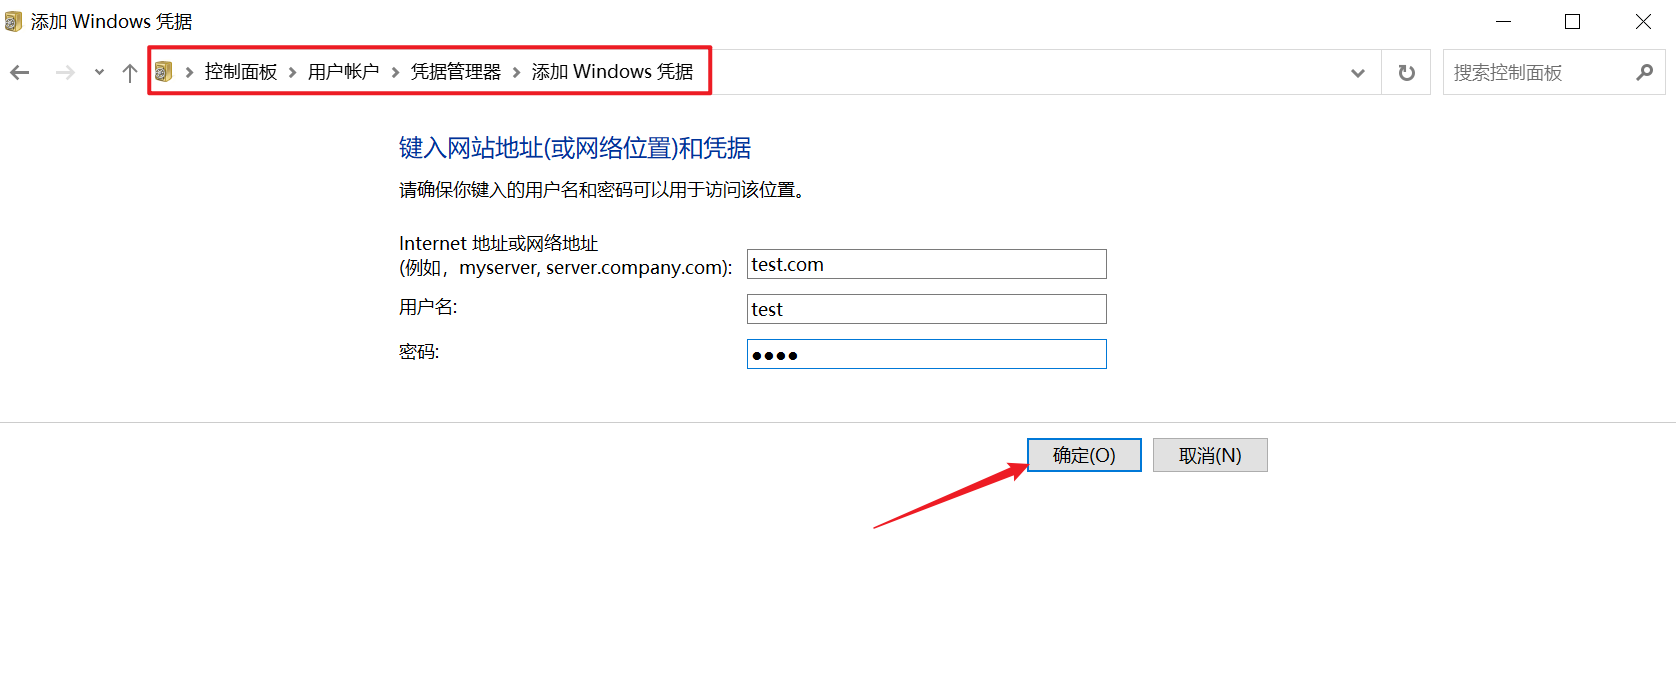 添加 Windows 凭据
控制面板 > 用户帐户 > 凭据管理器 > 添加 Windows 凭据
搜索控制面板
键入网站地址(或网络位置)和凭据
请确保你键入的用户名和密码可以用于访问该位置。
Internet 地址或网络地址
(例如，myserver, server.company.com): test.com
用户名: test
密码: ●●●●
确定(O) 取消(N)